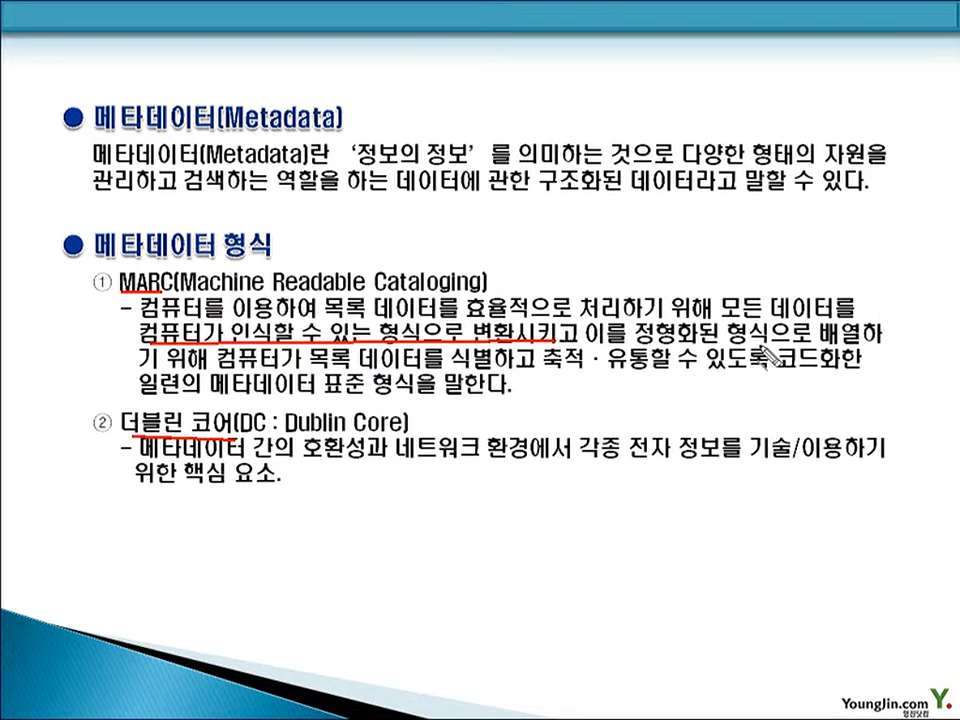 ● 메타데이터(Metadata)
메타데이터(Metadata)란 ‘정보의 정보’를 의미하는 것으로 다양한 형태의 자원을
관리하고 검색하는 역할을 하는 데이터에 관한 구조화된 데이터라고 말할 수 있다.
● 메타데이터 형식
① MARC(Machine Readable Cataloging)
- 컴퓨터를 이용하여 목록 데이터를 효율적으로 처리하기 위해 모든 데이터를
컴퓨터가 인식할 수 있는 형식으로 변환시키고 이를 정형화된 형식으로 배열하
기 위해 컴퓨터가 목록 데이터를 식별하고 축적·유통할 수 있도록 코드화한
일련의 메타데이터 표준 형식을 말한다.
② 더블린 코어(DC : Dublin Core)
- 메타데이터 간의 호환성과 네트워크 환경에서 각종 전자 정보를 기술/이용하기
위한 핵심 요소.
YoungJin.com Y.
영진닷컴